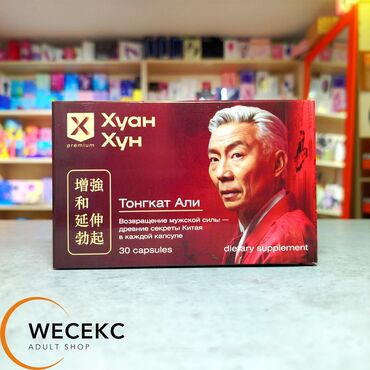 X
premium
Хуан
Хун
增強
和
延伸
勃起
Тонгкат Али
Возвращение мужской силы —
древние секреты Китая
в каждой капсуле
30 capsules
dietary supplement
WECEKC
ADULT SHOP